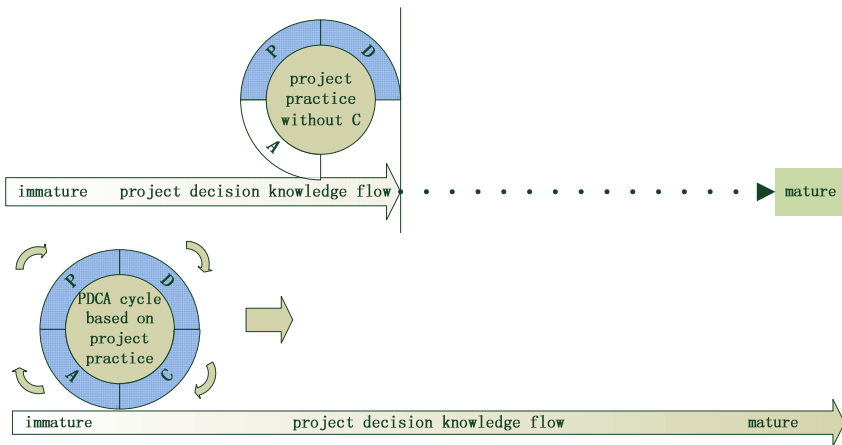 P
D
project
practice
without C
A
immature project decision knowledge flow
mature
P
D
PDCA cycle
based on
project
practice
A
C
immature project decision knowledge flow mature